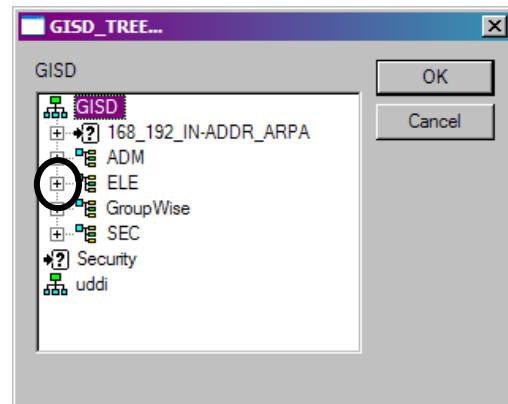 GISD_TREE...
GISD
OK
GISD
168_192_IN-ADDR_ARPA
Cancel
ADM
ELE
GroupWise
SEC
Security
uddi